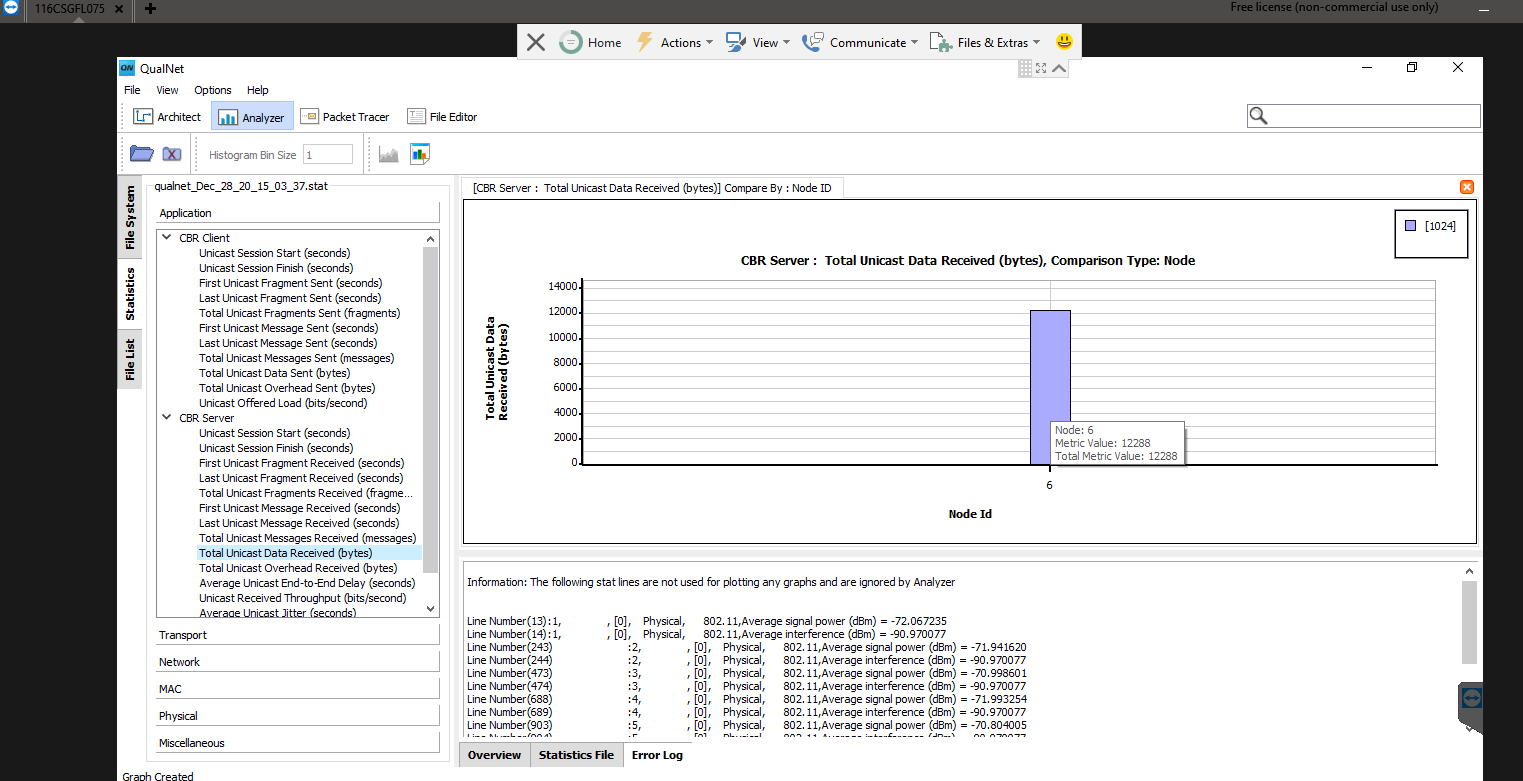 116CSGFL075
Free license (non-commercial use only)
Home Actions View Communicate Files & Extras
QN QualNet
File View Options Help
Architect Analyzer Packet Tracer File Editor
Histogram Bin Size 1
File System
Statistics
File List
qualnet_Dec_28_20_15_03_37.stat
Application
CBR Client
Unicast Session Start (seconds)
Unicast Session Finish (seconds)
First Unicast Fragment Sent (seconds)
Last Unicast Fragment Sent (seconds)
Total Unicast Fragments Sent (fragments)
First Unicast Message Sent (seconds)
Last Unicast Message Sent (seconds)
Total Unicast Messages Sent (messages)
Total Unicast Data Sent (bytes)
Total Unicast Overhead Sent (bytes)
Unicast Offered Load (bits/second)
CBR Server
Unicast Session Start (seconds)
Unicast Session Finish (seconds)
First Unicast Fragment Received (seconds)
Last Unicast Fragment Received (seconds)
Total Unicast Fragments Received (fragme...
First Unicast Message Received (seconds)
Last Unicast Message Received (seconds)
Total Unicast Messages Received (messages)
Total Unicast Data Received (bytes)
Total Unicast Overhead Received (bytes)
Average Unicast End-to-End Delay (seconds)
Unicast Received Throughput (bits/second)
Average Unicast Jitter (seconds)
Transport
Network
MAC
Physical
Miscellaneous
Graph Created
[CBR Server : Total Unicast Data Received (bytes)] Compare By : Node ID
[1024]
CBR Server : Total Unicast Data Received (bytes), Comparison Type: Node
Total Unicast Data
Received (bytes)
14000
12000
10000
8000
6000
4000
2000
0
Node: 6
Metric Value: 12288
Total Metric Value: 12288
6
Node Id
Information: The following stat lines are not used for plotting any graphs and are ignored by Analyzer
Line Number(13):1, , [0], Physical, 802.11,Average signal power (dBm) = -72.067235
Line Number(14):1, , [0], Physical, 802.11,Average interference (dBm) = -90.970077
Line Number(243) :2, , [0], Physical, 802.11,Average signal power (dBm) = -71.941620
Line Number(244) :2, , [0], Physical, 802.11,Average interference (dBm) = -90.970077
Line Number(473) :3, , [0], Physical, 802.11,Average signal power (dBm) = -70.998601
Line Number(474) :3, , [0], Physical, 802.11,Average interference (dBm) = -90.970077
Line Number(688) :4, , [0], Physical, 802.11,Average signal power (dBm) = -71.993254
Line Number(689) :4, , [0], Physical, 802.11,Average interference (dBm) = -90.970077
Line Number(903) :5, , [0], Physical, 802.11,Average signal power (dBm) = -70.804005
Overview Statistics File Error Log